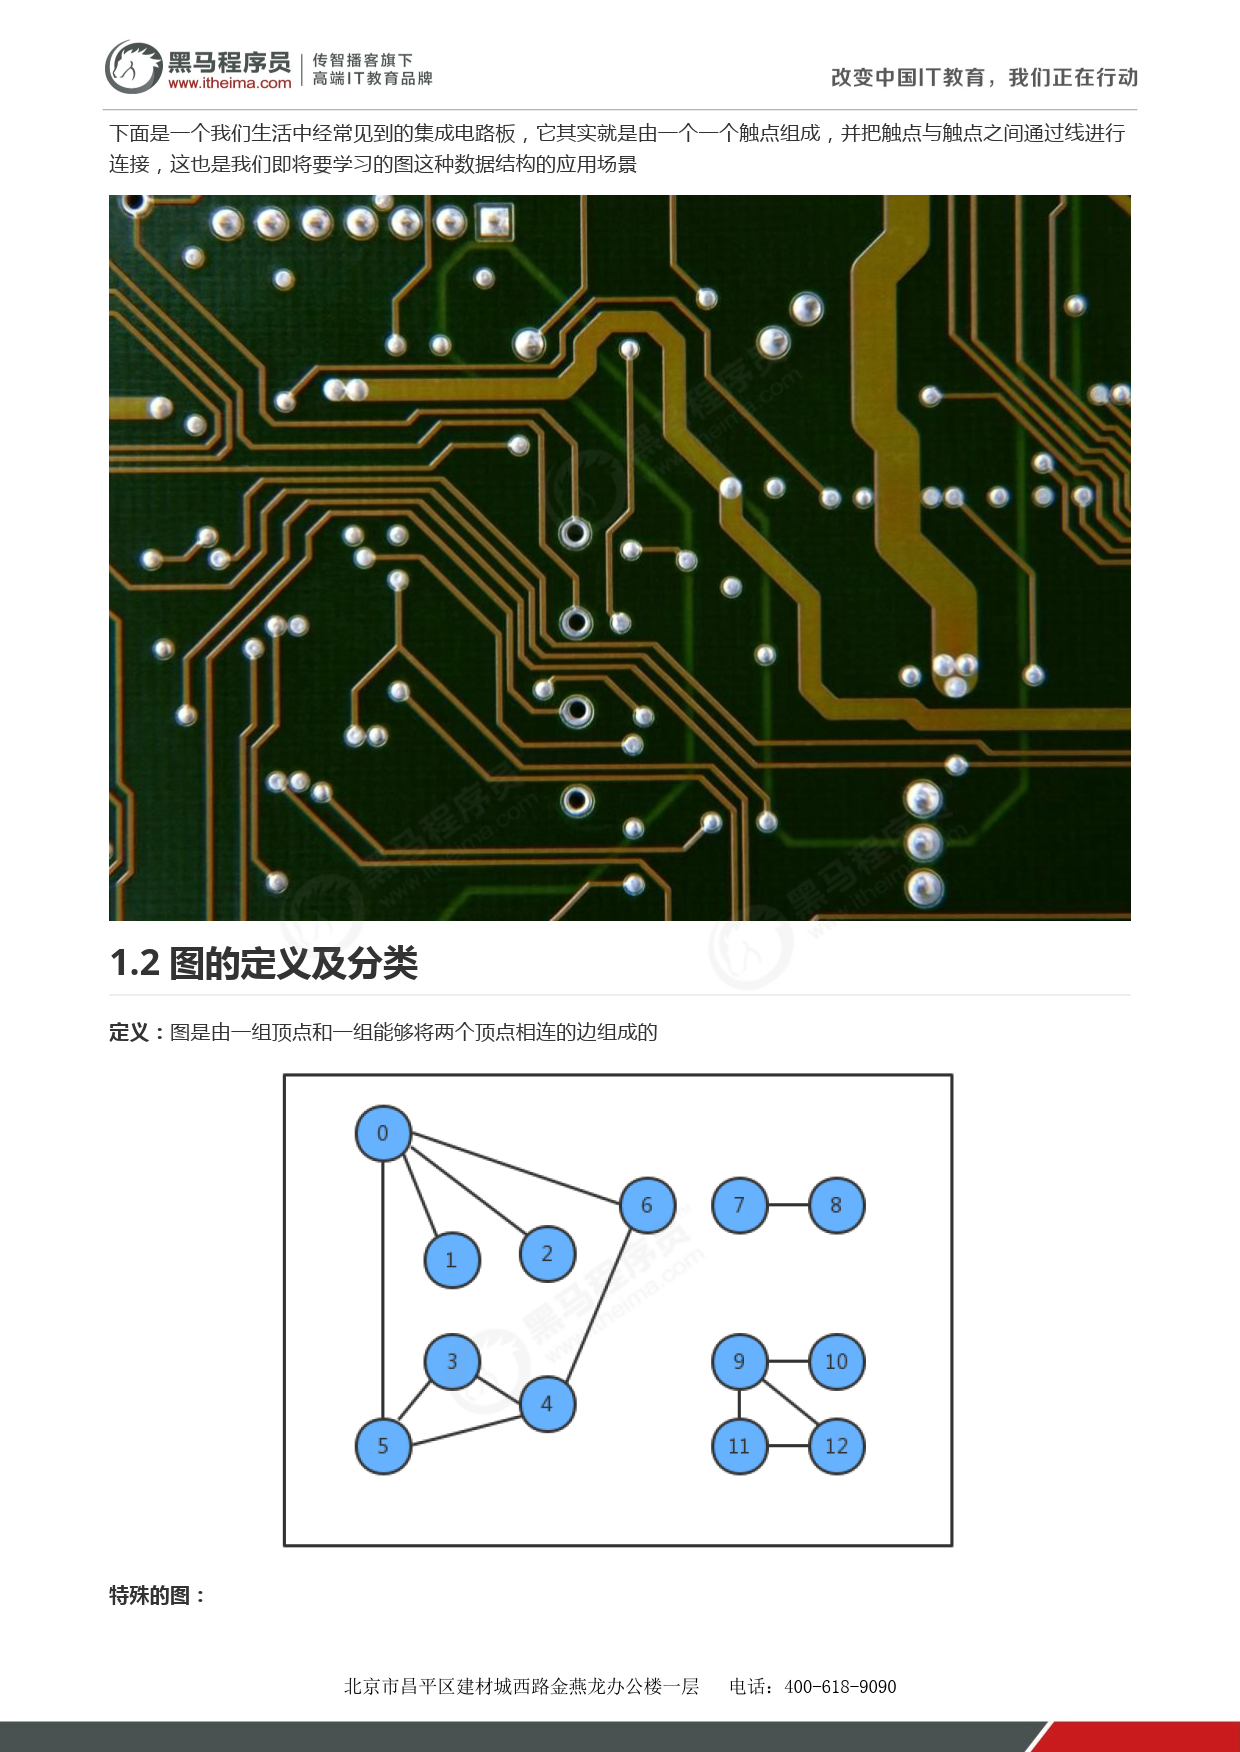 黑马程序员 传智播客旗下
www.itheima.com 高端IT教育品牌
改变中国IT教育，我们正在行动
下面是一个我们生活中经常见到的集成电路板，它其实就是由一个一个触点组成，并把触点与触点之间通过线进行
连接，这也是我们即将要学习的图这种数据结构的应用场景
1.2 图的定义及分类
定义：图是由一组顶点和一组能够将两个顶点相连的边组成的
0
6 7 8
1 2
3 9 10
4
5 11 12
黑马程序员
www.itheima.com
特殊的图：
北京市昌平区建材城西路金燕龙办公楼一层 电话：400-618-9090